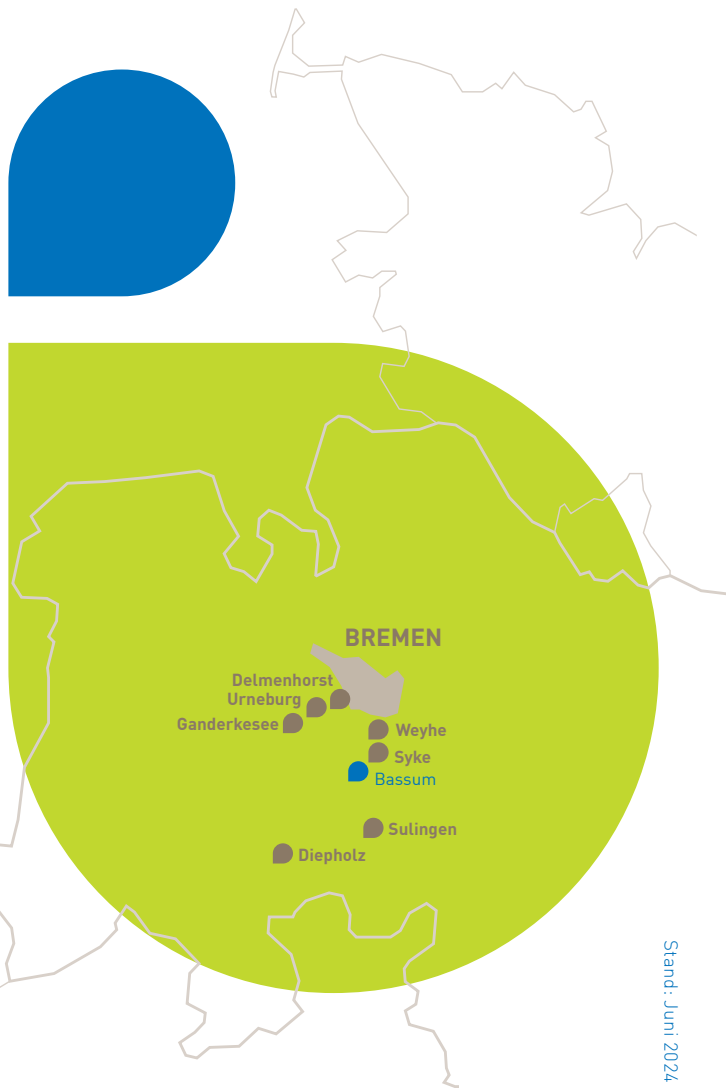 BREMEN
Delmenhorst
Urneburg
Ganderkesee
Weyhe
Syke
Bassum
Sulingen
Diepholz
Stand: Juni 2024